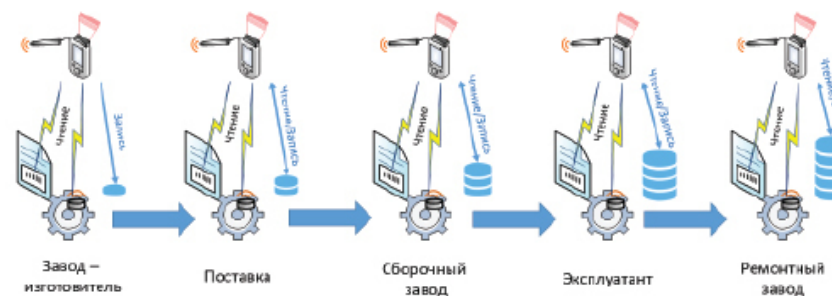 Чтение
Запись
Чтение
Чтение/Запись
Чтение
Чтение/Запись
Чтение
Чтение/Запись
Чтение
Чтение
Завод –
изготовитель
Поставка
Сборочный
завод
Эксплуатант
Ремонтный
завод